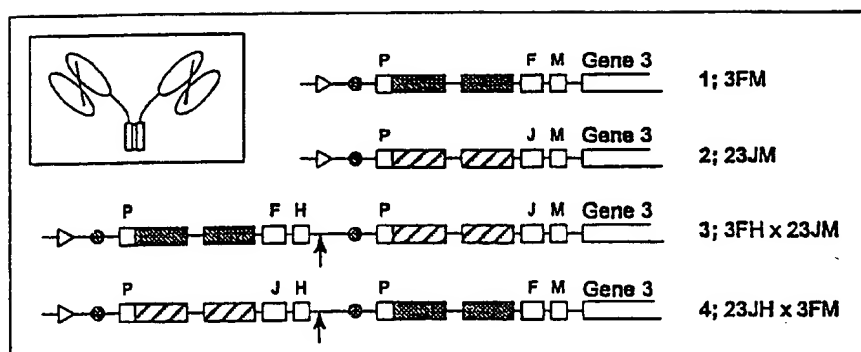 P F M Gene 3 1; 3FM
P J M Gene 3 2; 23JM
P F H P J M Gene 3 3; 3FH x 23JM
P J H P F M Gene 3 4; 23JH x 3FM